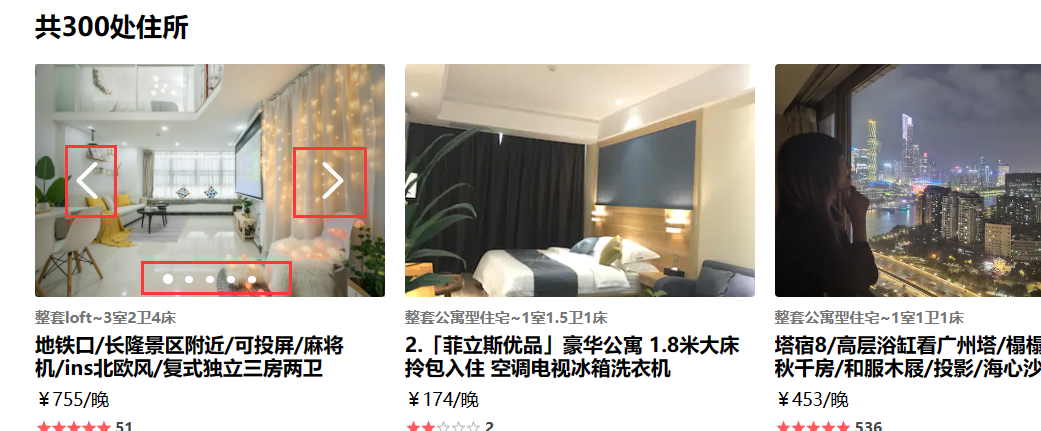 共300处住所
整套loft~3室2卫4床
地铁口/长隆景区附近/可投屏/麻将
机/ins北欧风/复式独立三房两卫
￥755/晚
51
整套公寓型住宅~1室1.5卫1床
2.「菲立斯优品」豪华公寓 1.8米大床
拎包入住 空调电视冰箱洗衣机
￥174/晚
2
整套公寓型住宅~1室1卫1床
塔宿8/高层浴缸看广州塔/榻榻
秋千房/和服木屐/投影/海心沙
￥453/晚
536